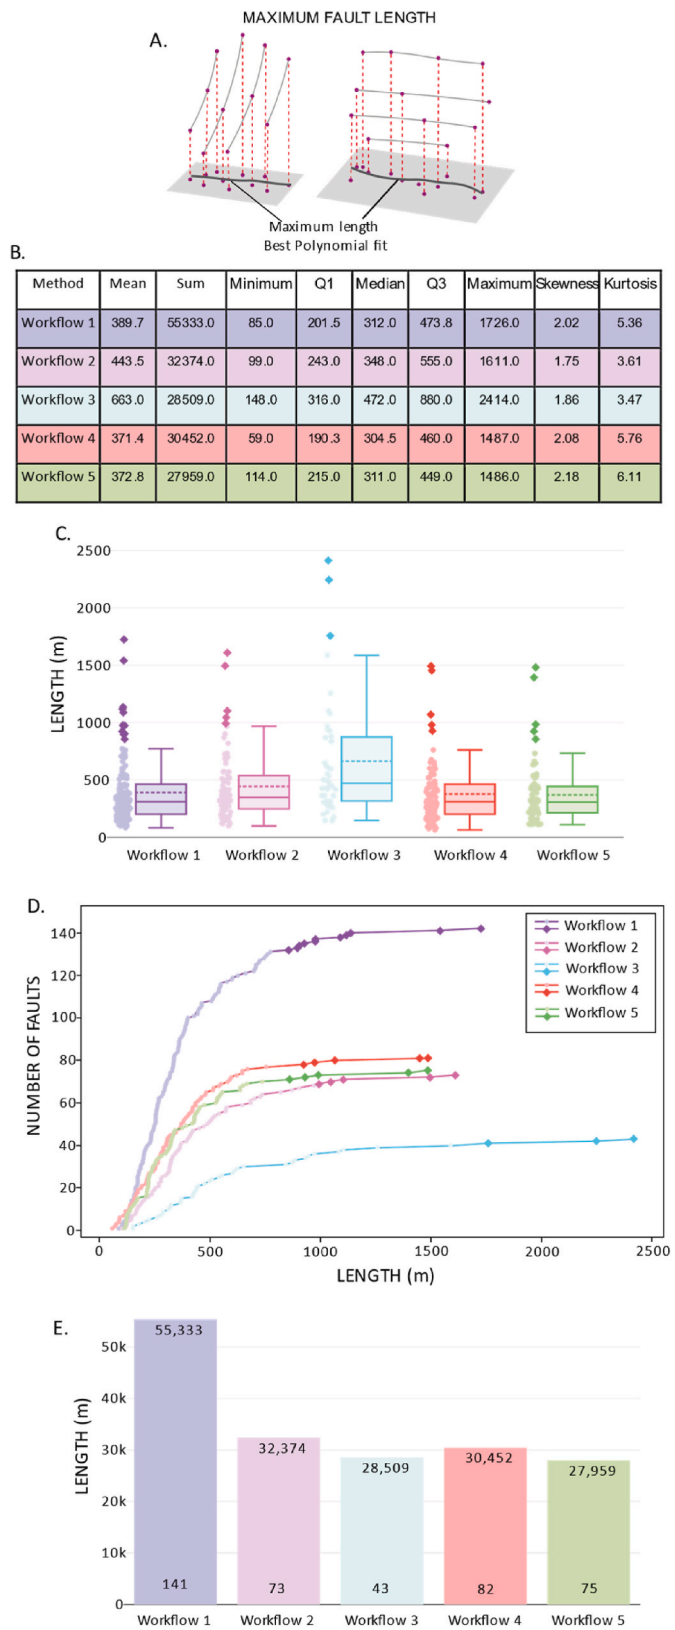 MAXIMUM FAULT LENGTH
A.
Maximum length
Best Polynomial fit
B.
Method Mean Sum Minimum Q1 Median Q3 Maximum Skewness Kurtosis
Workflow 1 389.7 55333.0 85.0 201.5 312.0 473.8 1726.0 2.02 5.36
Workflow 2 443.5 32374.0 99.0 243.0 348.0 555.0 1611.0 1.75 3.61
Workflow 3 663.0 28509.0 148.0 316.0 472.0 880.0 2414.0 1.86 3.47
Workflow 4 371.4 30452.0 59.0 190.3 304.5 460.0 1487.0 2.08 5.76
Workflow 5 372.8 27959.0 114.0 215.0 311.0 449.0 1486.0 2.18 6.11
C.
LENGTH (m)
2500
2000
1500
1000
500
0
Workflow 1 Workflow 2 Workflow 3 Workflow 4 Workflow 5
D.
NUMBER OF FAULTS
140
120
100
80
60
40
20
0
Workflow 1
Workflow 2
Workflow 3
Workflow 4
Workflow 5
0 500 1000 1500 2000 2500
LENGTH (m)
E.
LENGTH (m)
50k
40k
30k
20k
10k
0
55,333
32,374
28,509
30,452
27,959
141 73 43 82 75
Workflow 1 Workflow 2 Workflow 3 Workflow 4 Workflow 5